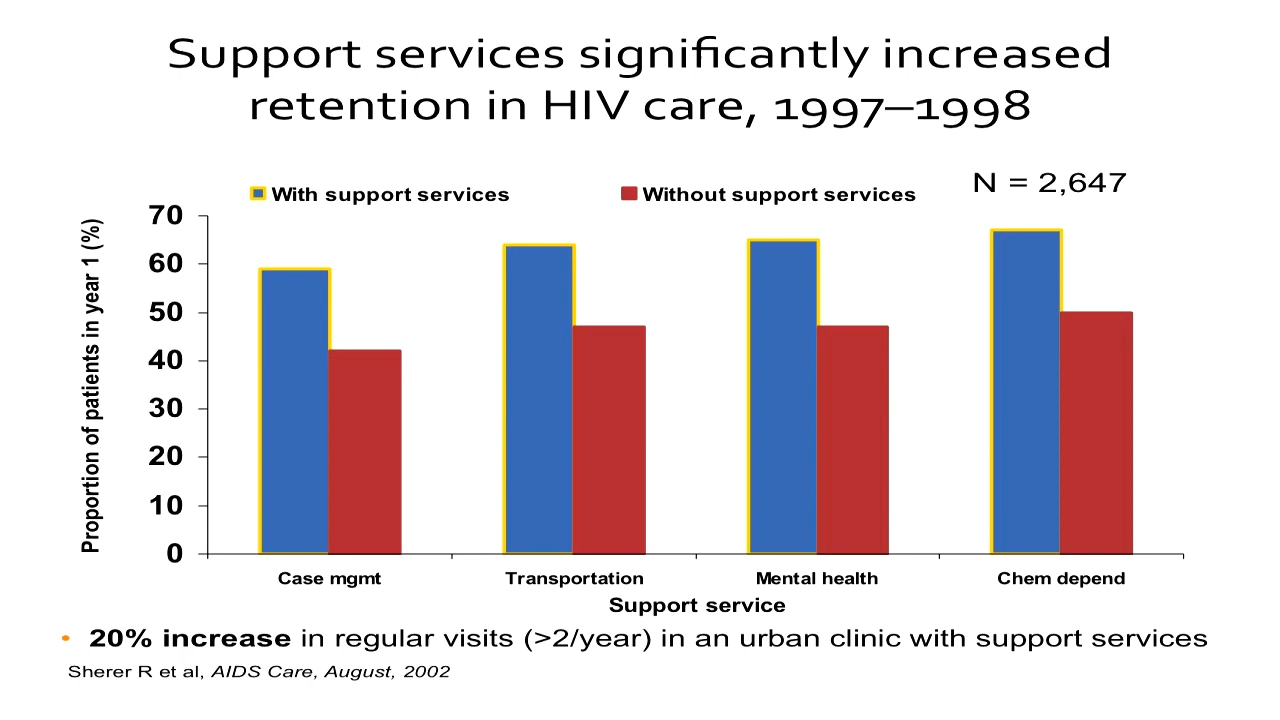 Support services significantly increased
retention in HIV care, 1997–1998
With support services
Without support services
N = 2,647
Proportion of patients in year 1 (%)
70
60
50
40
30
20
10
0
Case mgmt
Transportation
Mental health
Chem depend
Support service
• 20% increase in regular visits (>2/year) in an urban clinic with support services
Sherer R et al, AIDS Care, August, 2002